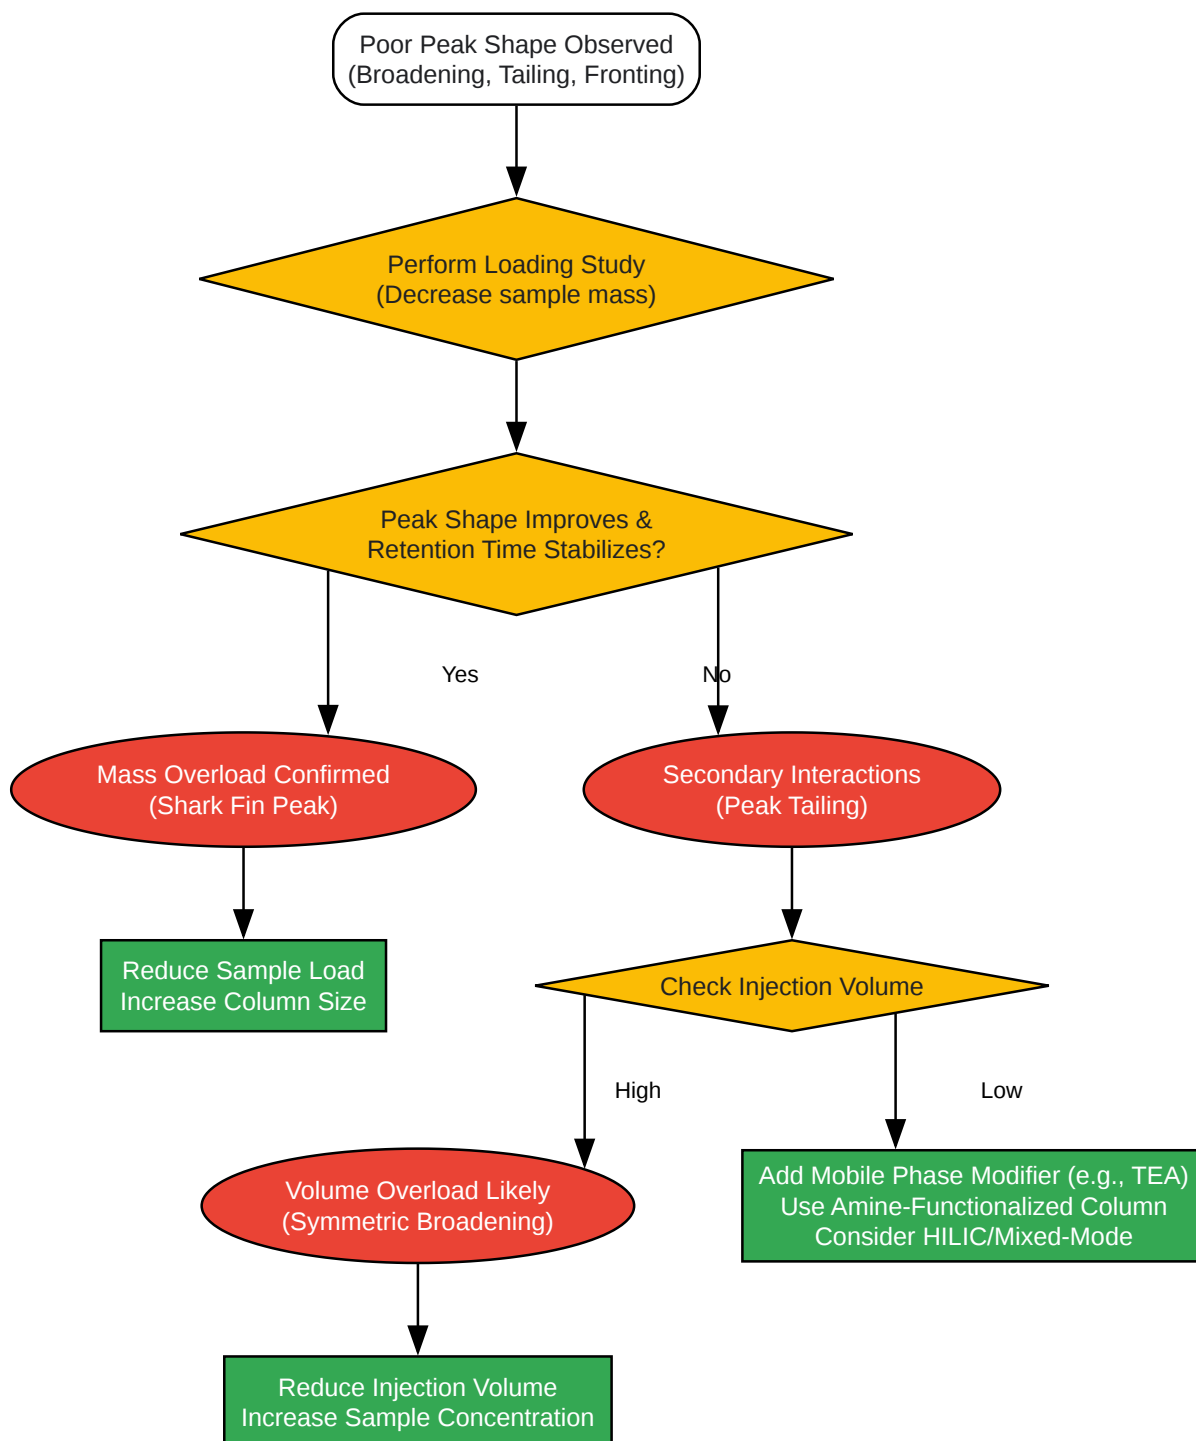 Poor Peak Shape Observed
(Broadening, Tailing, Fronting)
Perform Loading Study
(Decrease sample mass)
Peak Shape Improves &
Retention Time Stabilizes?
Yes
No
Mass Overload Confirmed
(Shark Fin Peak)
Secondary Interactions
(Peak Tailing)
Reduce Sample Load
Increase Column Size
Check Injection Volume
High
Low
Volume Overload Likely
(Symmetric Broadening)
Add Mobile Phase Modifier (e.g., TEA)
Use Amine-Functionalized Column
Consider HILIC/Mixed-Mode
Reduce Injection Volume
Increase Sample Concentration